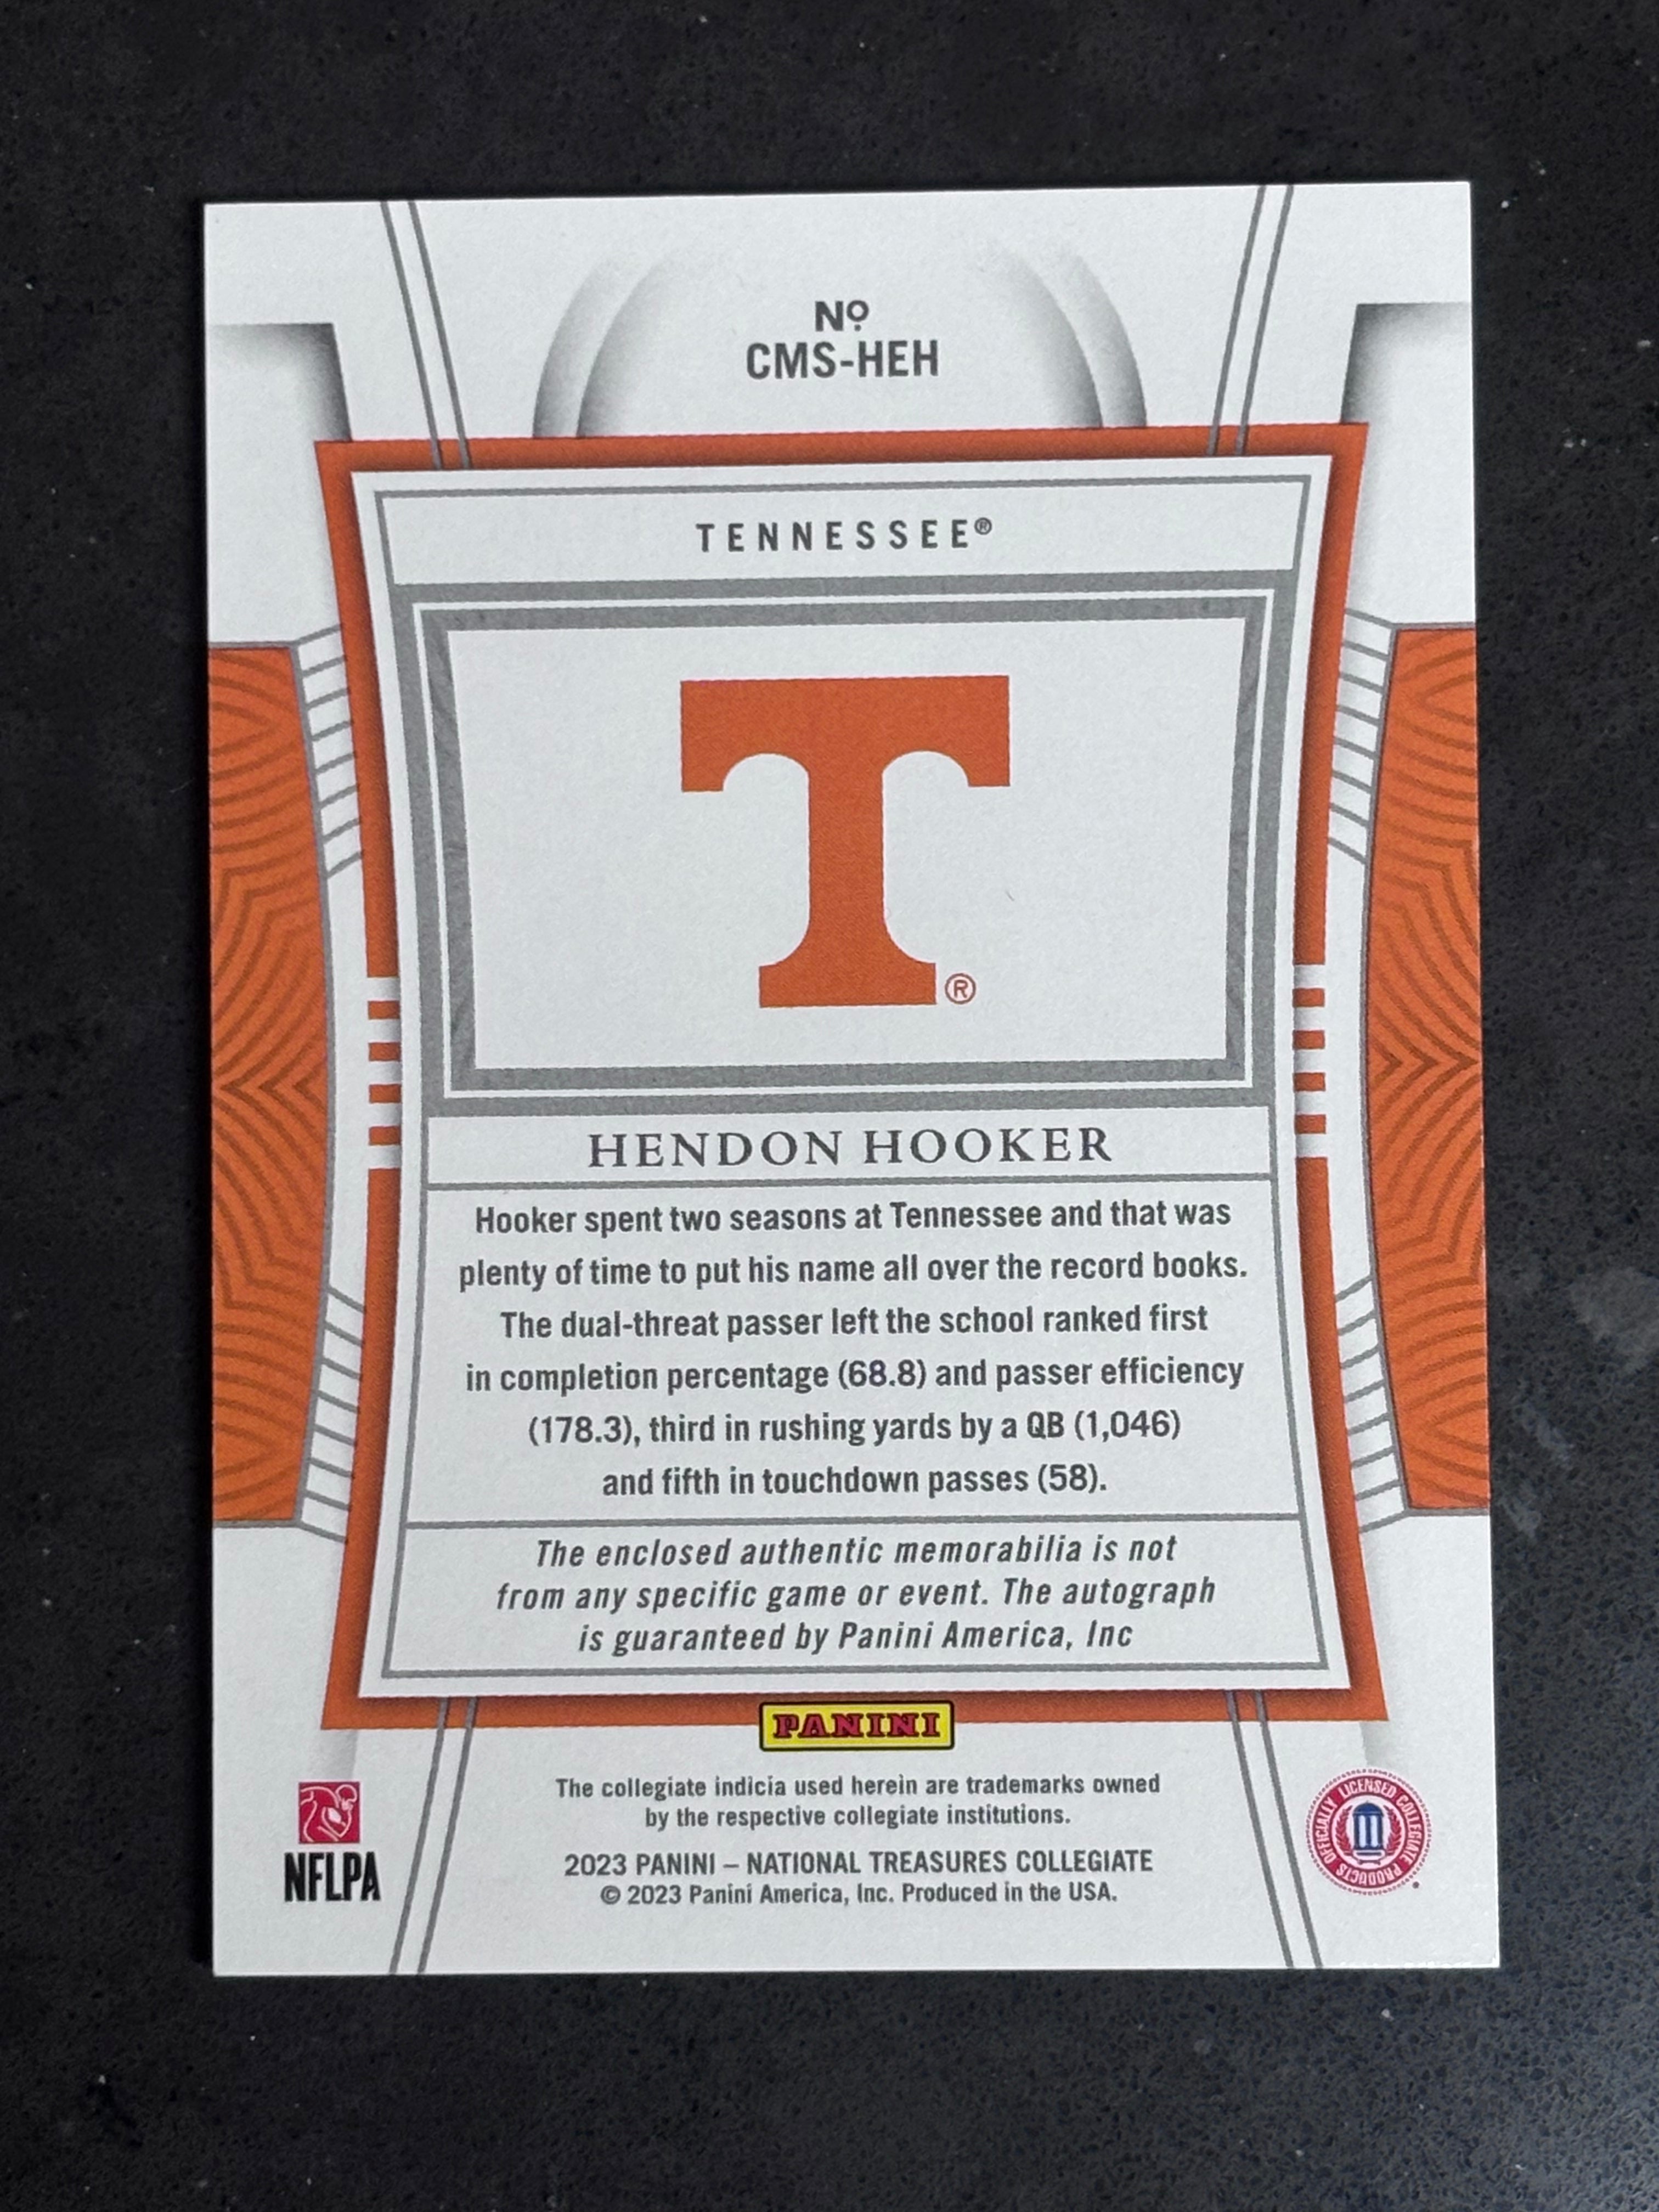 Nº
CMS-HEH
TENNESSEE®
T®
HENDON HOOKER
Hooker spent two seasons at Tennessee and that was
plenty of time to put his name all over the record books.
The dual-threat passer left the school ranked first
in completion percentage (68.8) and passer efficiency
(178.3), third in rushing yards by a QB (1,046)
and fifth in touchdown passes (58).
The enclosed authentic memorabilia is not
from any specific game or event. The autograph
is guaranteed by Panini America, Inc
PANINI
The collegiate indicia used herein are trademarks owned
by the respective collegiate institutions.
2023 PANINI – NATIONAL TREASURES COLLEGIATE
© 2023 Panini America, Inc. Produced in the USA.
NFLPA
OFFICIALLY LICENSED COLLEGIATE PRODUCTS